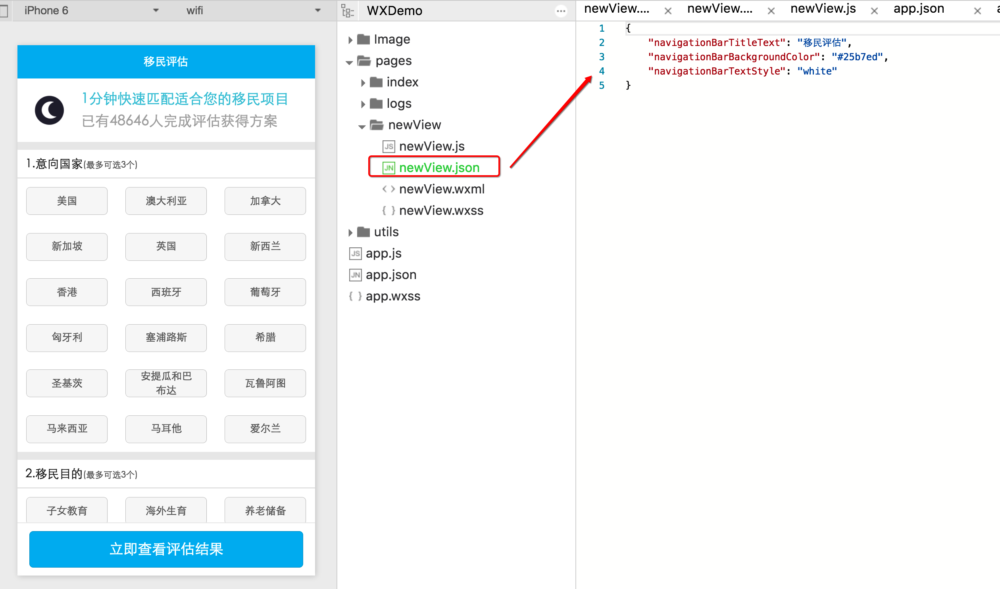 iPhone 6
wifi
移民评估
1分钟快速匹配适合您的移民项目
已有48646人完成评估获得方案
1.意向国家(最多可选3个)
美国 澳大利亚 加拿大
新加坡 英国 新西兰
香港 西班牙 葡萄牙
匈牙利 塞浦路斯 希腊
圣基茨 安提瓜和巴
布达 瓦鲁阿图
马来西亚 马耳他 爱尔兰
2.移民目的(最多可选3个)
子女教育 海外生育 养老储备
立即查看评估结果
WXDemo
Image
pages
index
logs
newView
JS newView.js
JN newView.json
< > newView.wxml
{ } newView.wxss
utils
JS app.js
JN app.json
{ } app.wxss
newView.... newView.... newView.js app.json
1 {
2 "navigationBarTitleText": "移民评估",
3 "navigationBarBackgroundColor": "#25b7ed",
4 "navigationBarTextStyle": "white"
5 }